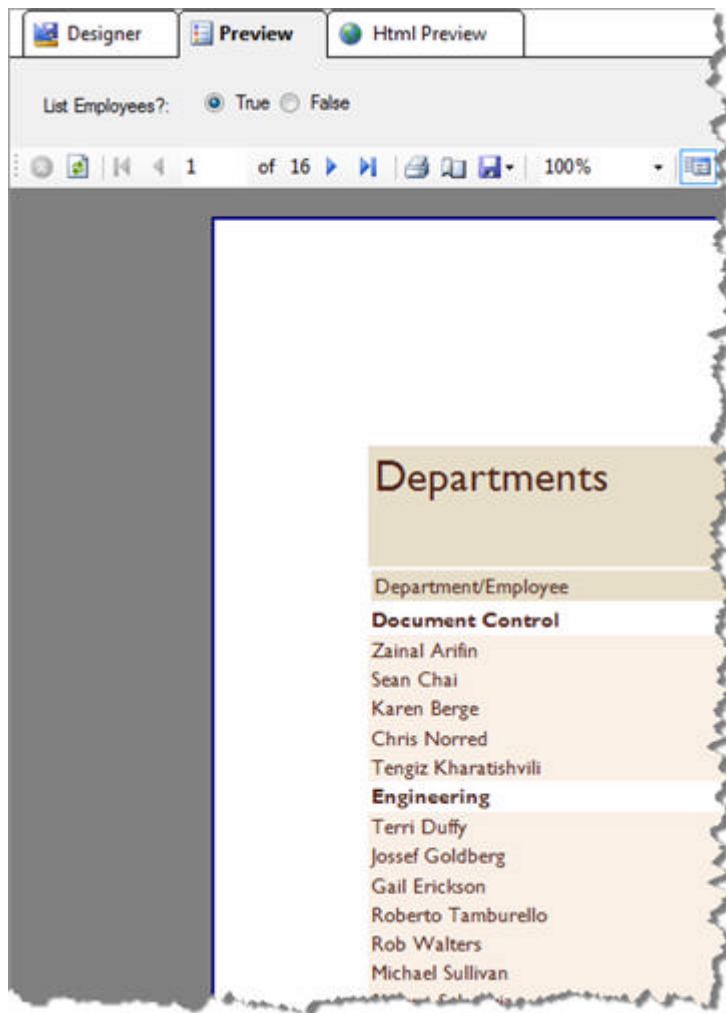 Designer Preview Html Preview
List Employees?: True False
1 of 16 100%
Departments
Department/Employee
Document Control
Zainal Arifin
Sean Chai
Karen Berge
Chris Norred
Tengiz Kharatishvili
Engineering
Terri Duffy
Jossef Goldberg
Gail Erickson
Roberto Tamburello
Rob Walters
Michael Sullivan